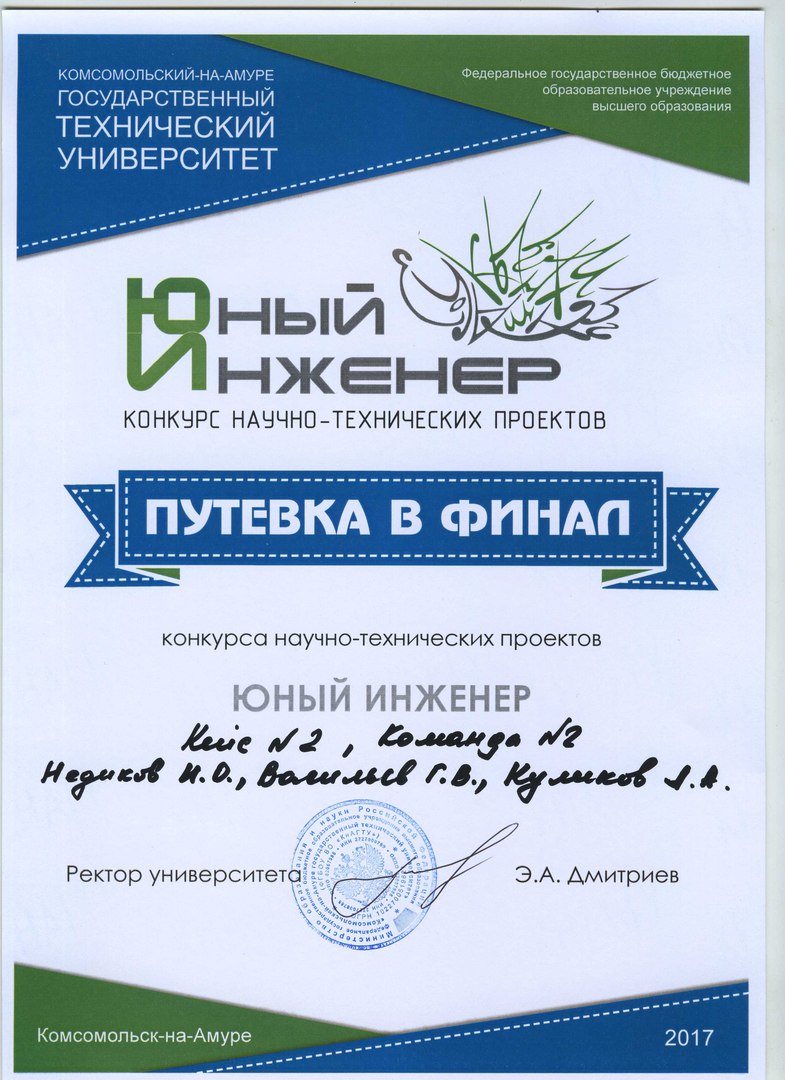 КОМСОМОЛЬСКИЙ-НА-АМУРЕ
ГОСУДАРСТВЕННЫЙ
ТЕХНИЧЕСКИЙ
УНИВЕРСИТЕТ
Федеральное государственное бюджетное
образовательное учреждение
высшего образования
ЮНЫЙ
ИНЖЕНЕР
КОНКУРС НАУЧНО-ТЕХНИЧЕСКИХ ПРОЕКТОВ
ПУТЕВКА В ФИНАЛ
конкурса научно-технических проектов
ЮНЫЙ ИНЖЕНЕР
Кейс №2, Команда №2
Недиков И.О., Васильев Г.В., Куликов А.
Ректор университета
Э.А. Дмитриев
Комсомольск-на-Амуре
2017